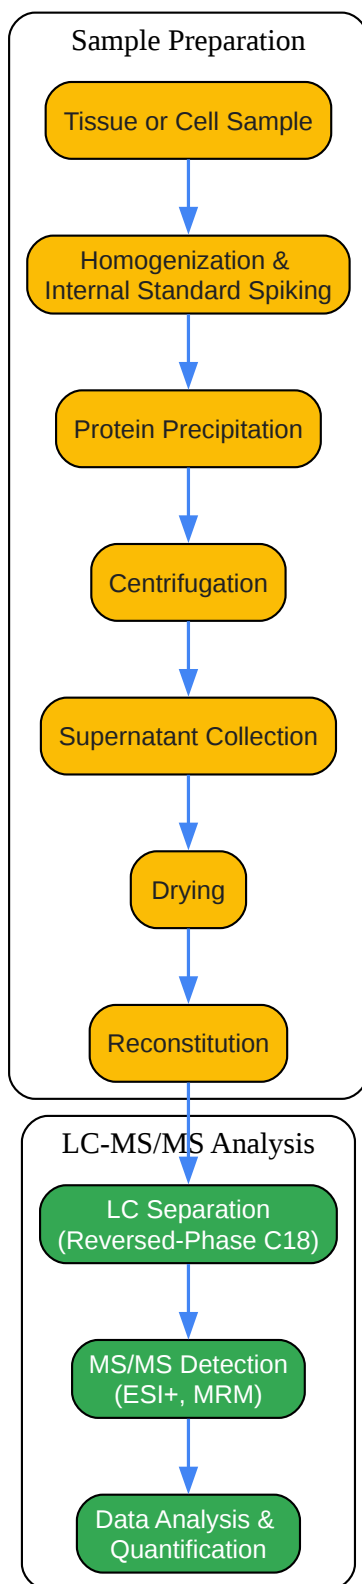 Sample Preparation
Tissue or Cell Sample
Homogenization &
Internal Standard Spiking
Protein Precipitation
Centrifugation
Supernatant Collection
Drying
Reconstitution
LC-MS/MS Analysis
LC Separation
(Reversed-Phase C18)
MS/MS Detection
(ESI+, MRM)
Data Analysis &
Quantification